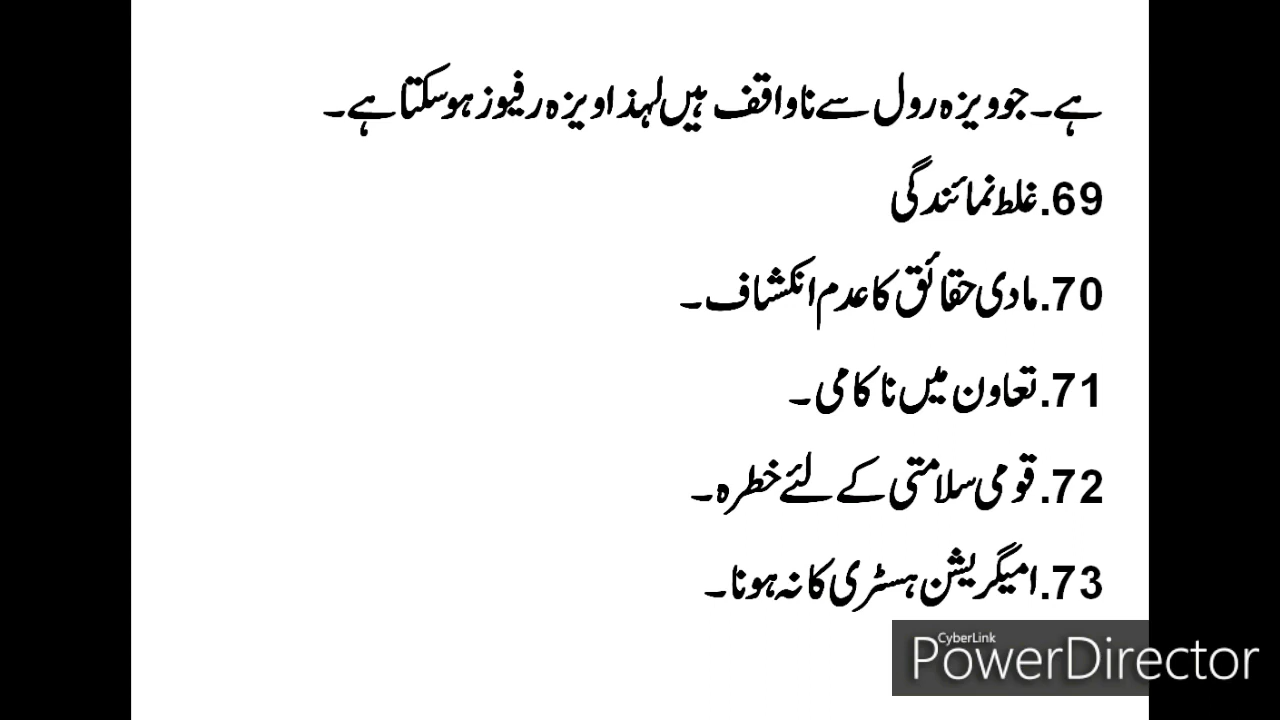 ہے۔ جو ویزہ رول سے ناواقف ہیں لہذا ویزہ رفیوز ہو سکتا ہے۔
69.غلط نمائندگی
70.مادی حقائق کا عدم انکشاف۔
71.تعاون میں ناکامی۔
72.قومی سلامتی کے لئے خطرہ۔
73.امیگریشن ہسٹری کا نہ ہونا۔
CyberLink
PowerDirector